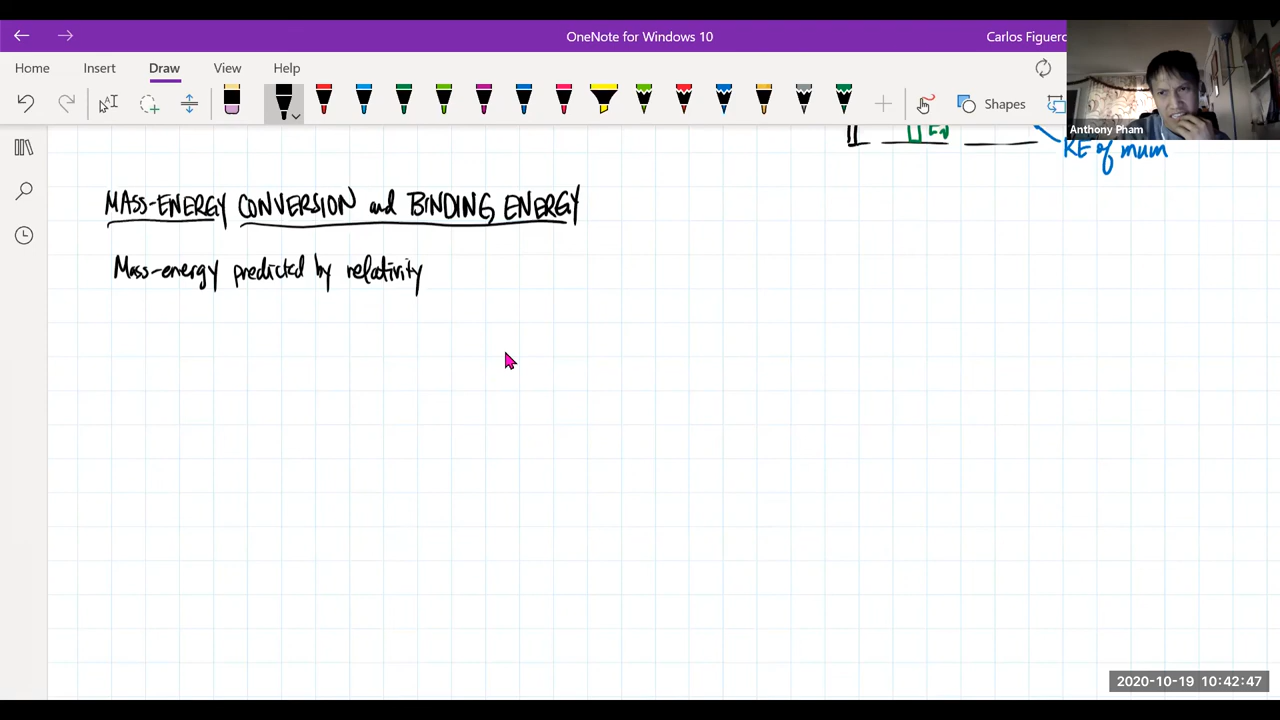 OneNote for Windows 10
Carlos Figuero
Home Insert Draw View Help
Shapes
Anthony Pham
KE of mum
MASS-ENERGY CONVERSION and BINDING ENERGY
Mass-energy predicted by relativity
2020-10-19 10:42:47